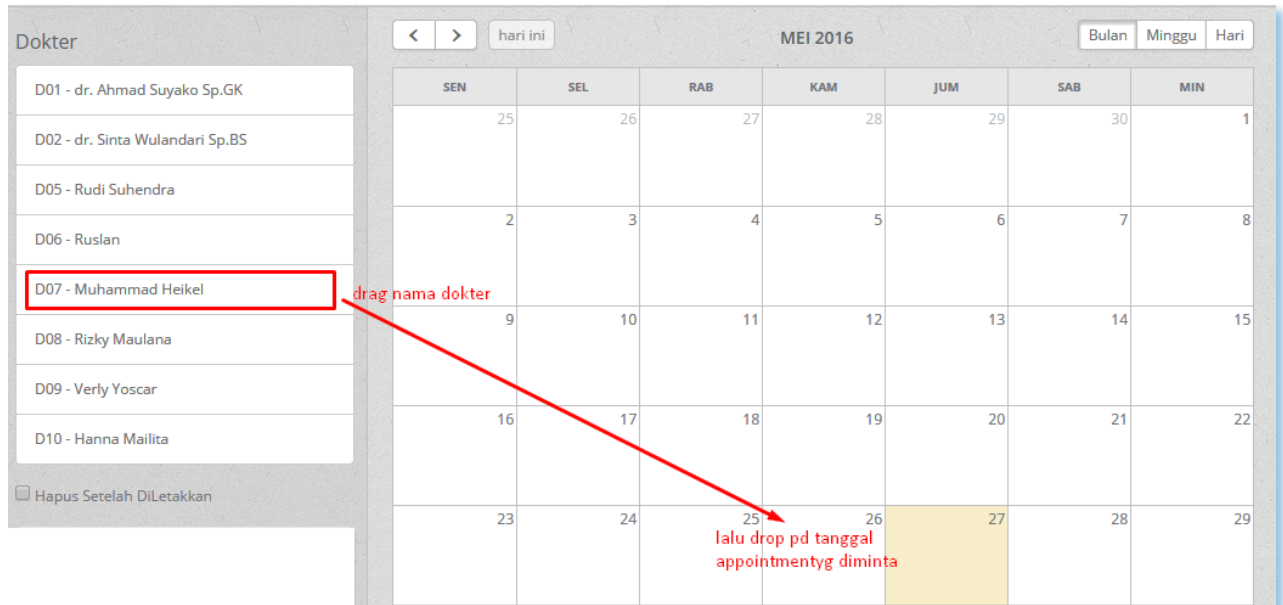 Dokter
D01 - dr. Ahmad Suyako Sp.GK
D02 - dr. Sinta Wulandari Sp.BS
D05 - Rudi Suhendra
D06 - Ruslan
D07 - Muhammad Heikel
D08 - Rizky Maulana
D09 - Verly Yoscar
D10 - Hanna Mailita
Hapus Setelah DiLetakkan
drag nama dokter
< > hari ini MEI 2016 Bulan Minggu Hari
SEN SEL RAB KAM JUM SAB MIN
25 26 27 28 29 30 1
2 3 4 5 6 7 8
9 10 11 12 13 14 15
16 17 18 19 20 21 22
23 24 25 26 27 28 29
lalu drop pd tanggal
appointmentyg diminta